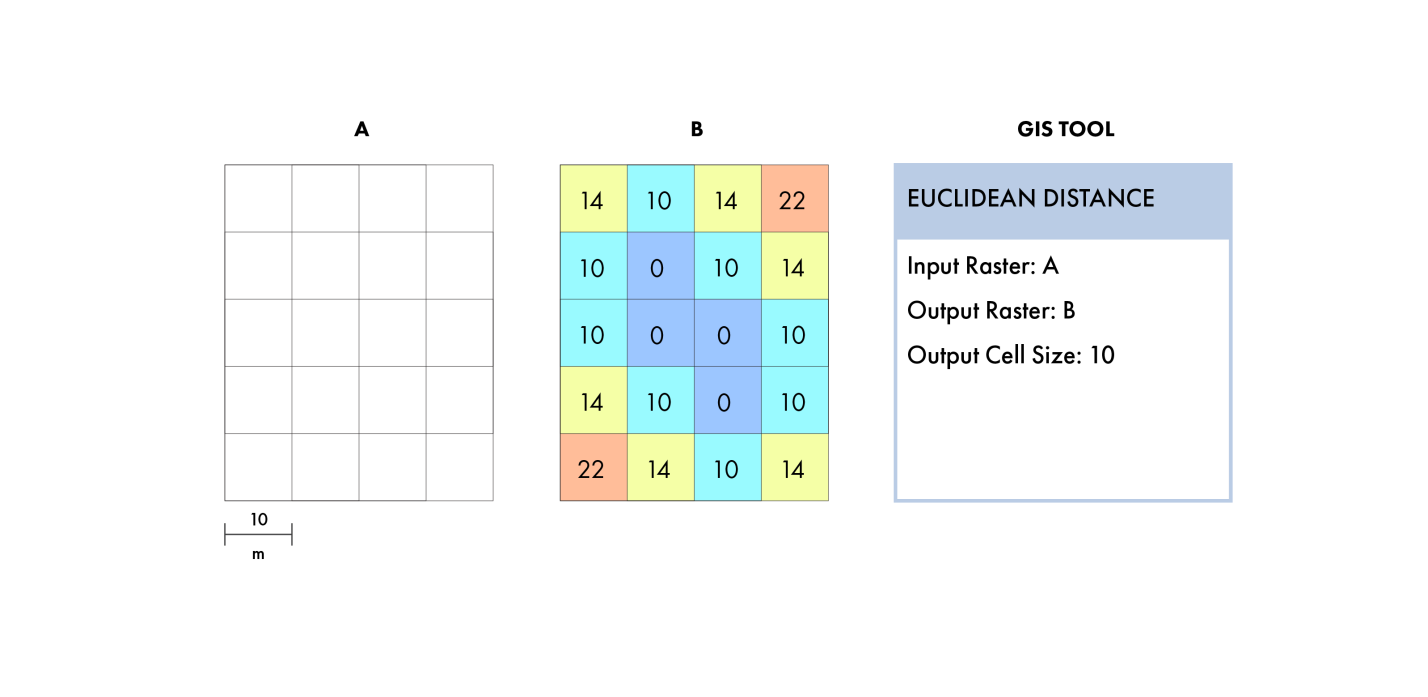 A
B
GIS TOOL
14 10 14 22
10 0 10 14
10 0 0 10
14 10 0 10
22 14 10 14
10
m
EUCLIDEAN DISTANCE
Input Raster: A
Output Raster: B
Output Cell Size: 10